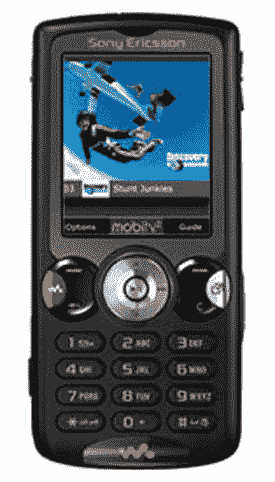 Sony Ericsson
Discovery
Stunt Junkies
Options mobitv Guide
1
2 ABC 3 DEF
4 GHI 5 JKL 6 MNO
7 PQRS 8 TUV 9 WXYZ
* 0 + #